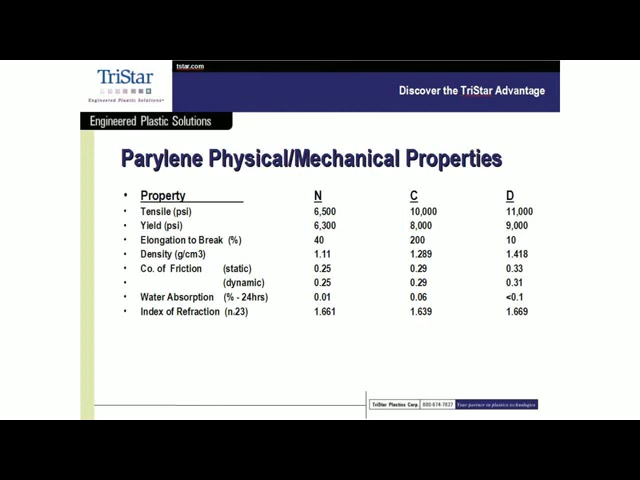 tstar.com
TriStar
Engineered Plastic Solutions
Discover the TriStar Advantage
Engineered Plastic Solutions
Parylene Physical/Mechanical Properties
• Property N C D
• Tensile (psi) 6,500 10,000 11,000
• Yield (psi) 6,300 8,000 9,000
• Elongation to Break (%) 40 200 10
• Density (g/cm3) 1.11 1.289 1.418
• Co. of Friction (static) 0.25 0.29 0.33
• (dynamic) 0.25 0.29 0.31
• Water Absorption (% - 24hrs) 0.01 0.06 <0.1
• Index of Refraction (n.23) 1.661 1.639 1.669
TriStar Plastics Corp. 800-874-7827 Your partner in plastics technologies